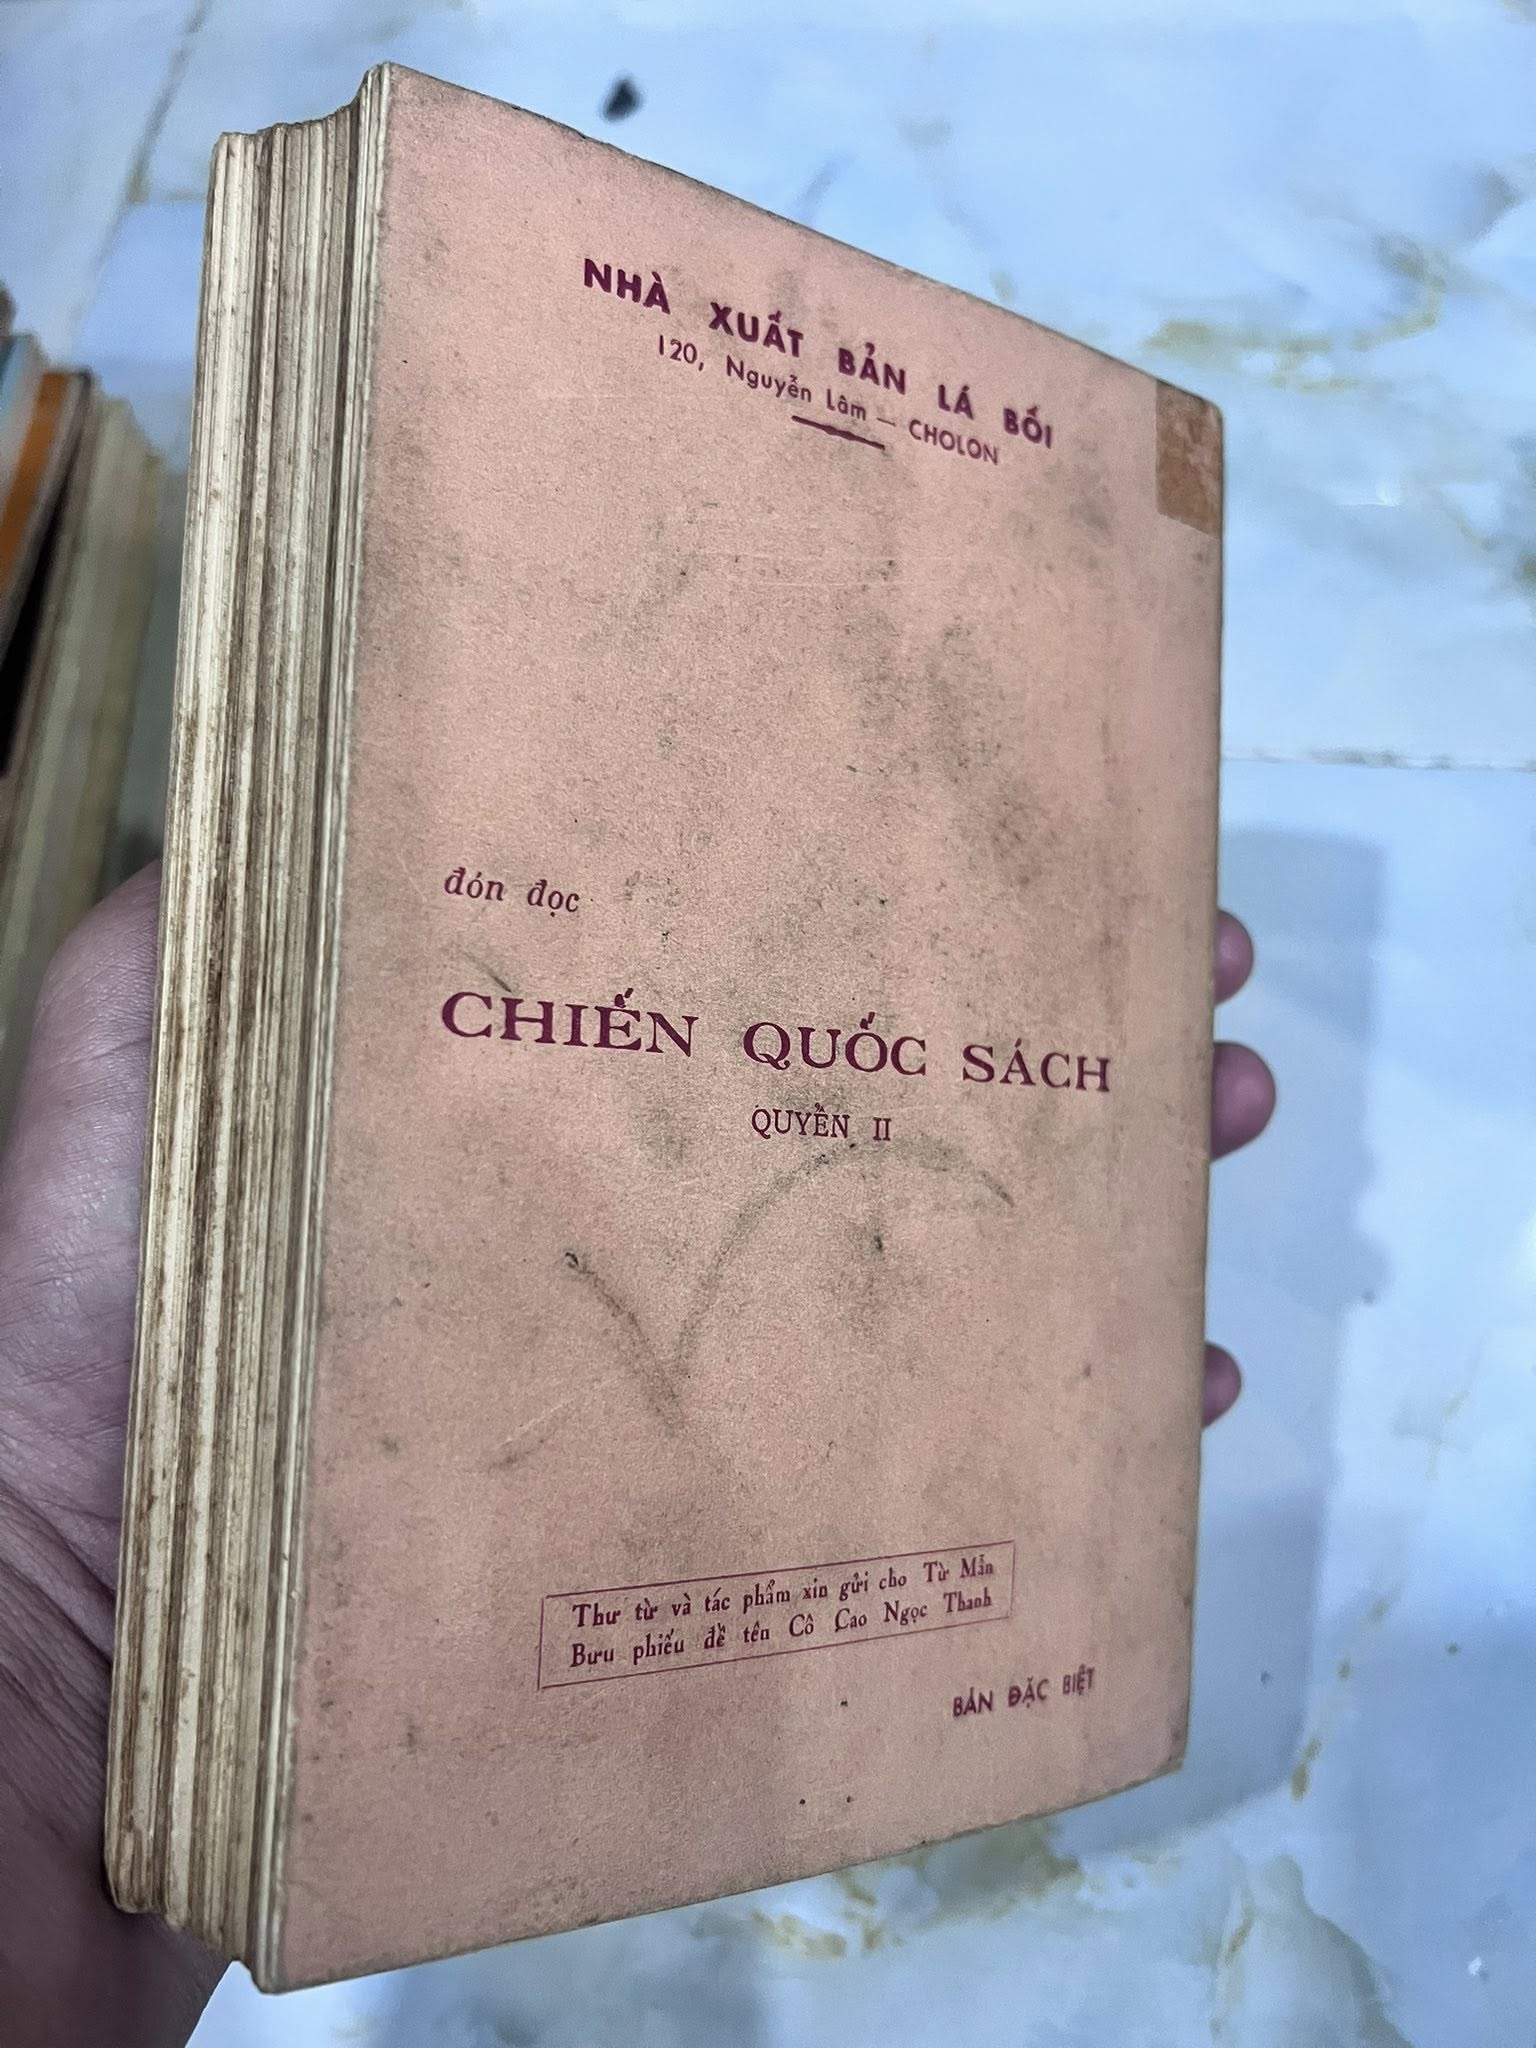 NHÀ XUẤT BẢN LÁ BỐI
120, Nguyễn Lâm — CHOLON
đón đọc
CHIẾN QUỐC SÁCH
QUYỂN II
Thư từ và tác phẩm xin gửi cho Từ Mẫn
Bưu phiếu để tên Cô Cao Ngọc Thanh
BẢN ĐẶC BIỆT